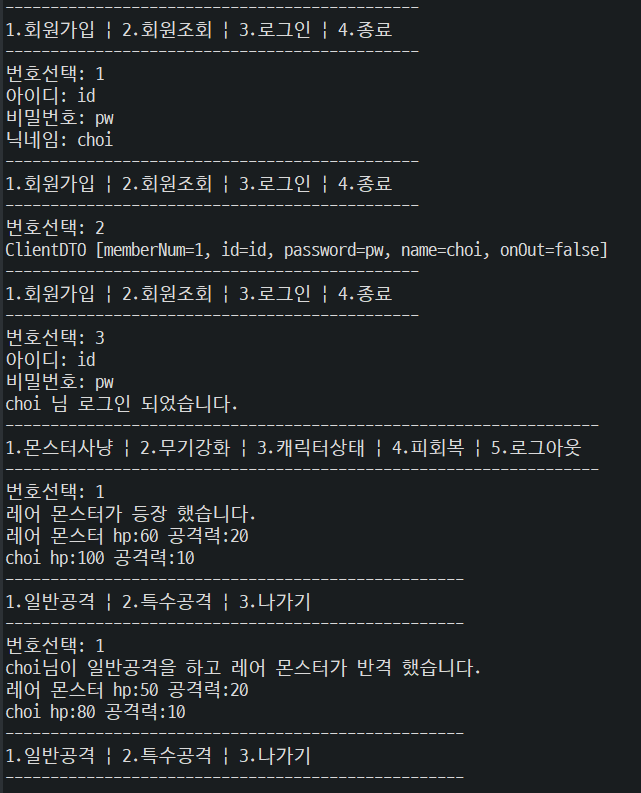 ----------------------------------------------
1.회원가입 ¦ 2.회원조회 ¦ 3.로그인 ¦ 4.종료
----------------------------------------------
번호선택: 1
아이디: id
비밀번호: pw
닉네임: choi
----------------------------------------------
1.회원가입 ¦ 2.회원조회 ¦ 3.로그인 ¦ 4.종료
----------------------------------------------
번호선택: 2
ClientDTO [memberNum=1, id=id, password=pw, name=choi, onOut=false]
----------------------------------------------
1.회원가입 ¦ 2.회원조회 ¦ 3.로그인 ¦ 4.종료
----------------------------------------------
번호선택: 3
아이디: id
비밀번호: pw
choi 님 로그인 되었습니다.
------------------------------------------------------------------
1.몬스터사냥 ¦ 2.무기강화 ¦ 3.캐릭터상태 ¦ 4.피회복 ¦ 5.로그아웃
------------------------------------------------------------------
번호선택: 1
레어 몬스터가 등장 했습니다.
레어 몬스터 hp:60 공격력:20
choi hp:100 공격력:10
---------------------------------------------------
1.일반공격 ¦ 2.특수공격 ¦ 3.나가기
---------------------------------------------------
번호선택: 1
choi님이 일반공격을 하고 레어 몬스터가 반격 했습니다.
레어 몬스터 hp:50 공격력:20
choi hp:80 공격력:10
---------------------------------------------------
1.일반공격 ¦ 2.특수공격 ¦ 3.나가기
---------------------------------------------------